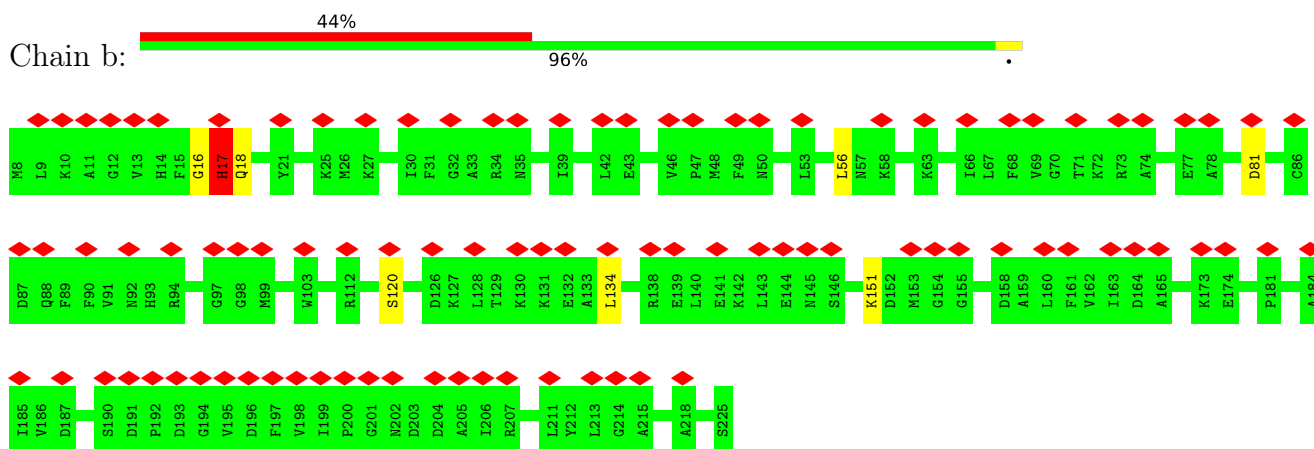 44%
Chain b:
96%
.
M8 L9 K10 A11 G12 V13 H14 F15 G16 H17 Q18 Y21 K25 M26 K27 I30 F31 G32 A33 R34 N35 I39 L42 E43 V46 P47 M48 F49 N50 L53 L56 N57 K58 K63 I66 L67 F68 V69 G70 T71 K72 R73 A74 E77 A78 D81 C86
D87 Q88 F89 F90 V91 N92 H93 R94 G97 G98 M99 W103 R112 S120 D126 K127 L128 T129 K130 K131 E132 A133 L134 R138 E139 L140 E141 K142 L143 E144 N145 S146 K151 D152 M153 G154 G155 D158 A159 L160 F161 V162 I163 D164 A165 K173 E174 P181 A184
I185 V186 D187 S190 D191 P192 D193 G194 V195 D196 F197 V198 I199 P200 G201 N202 D203 D204 A205 I206 R207 L211 Y212 L213 G214 A215 A218 S225